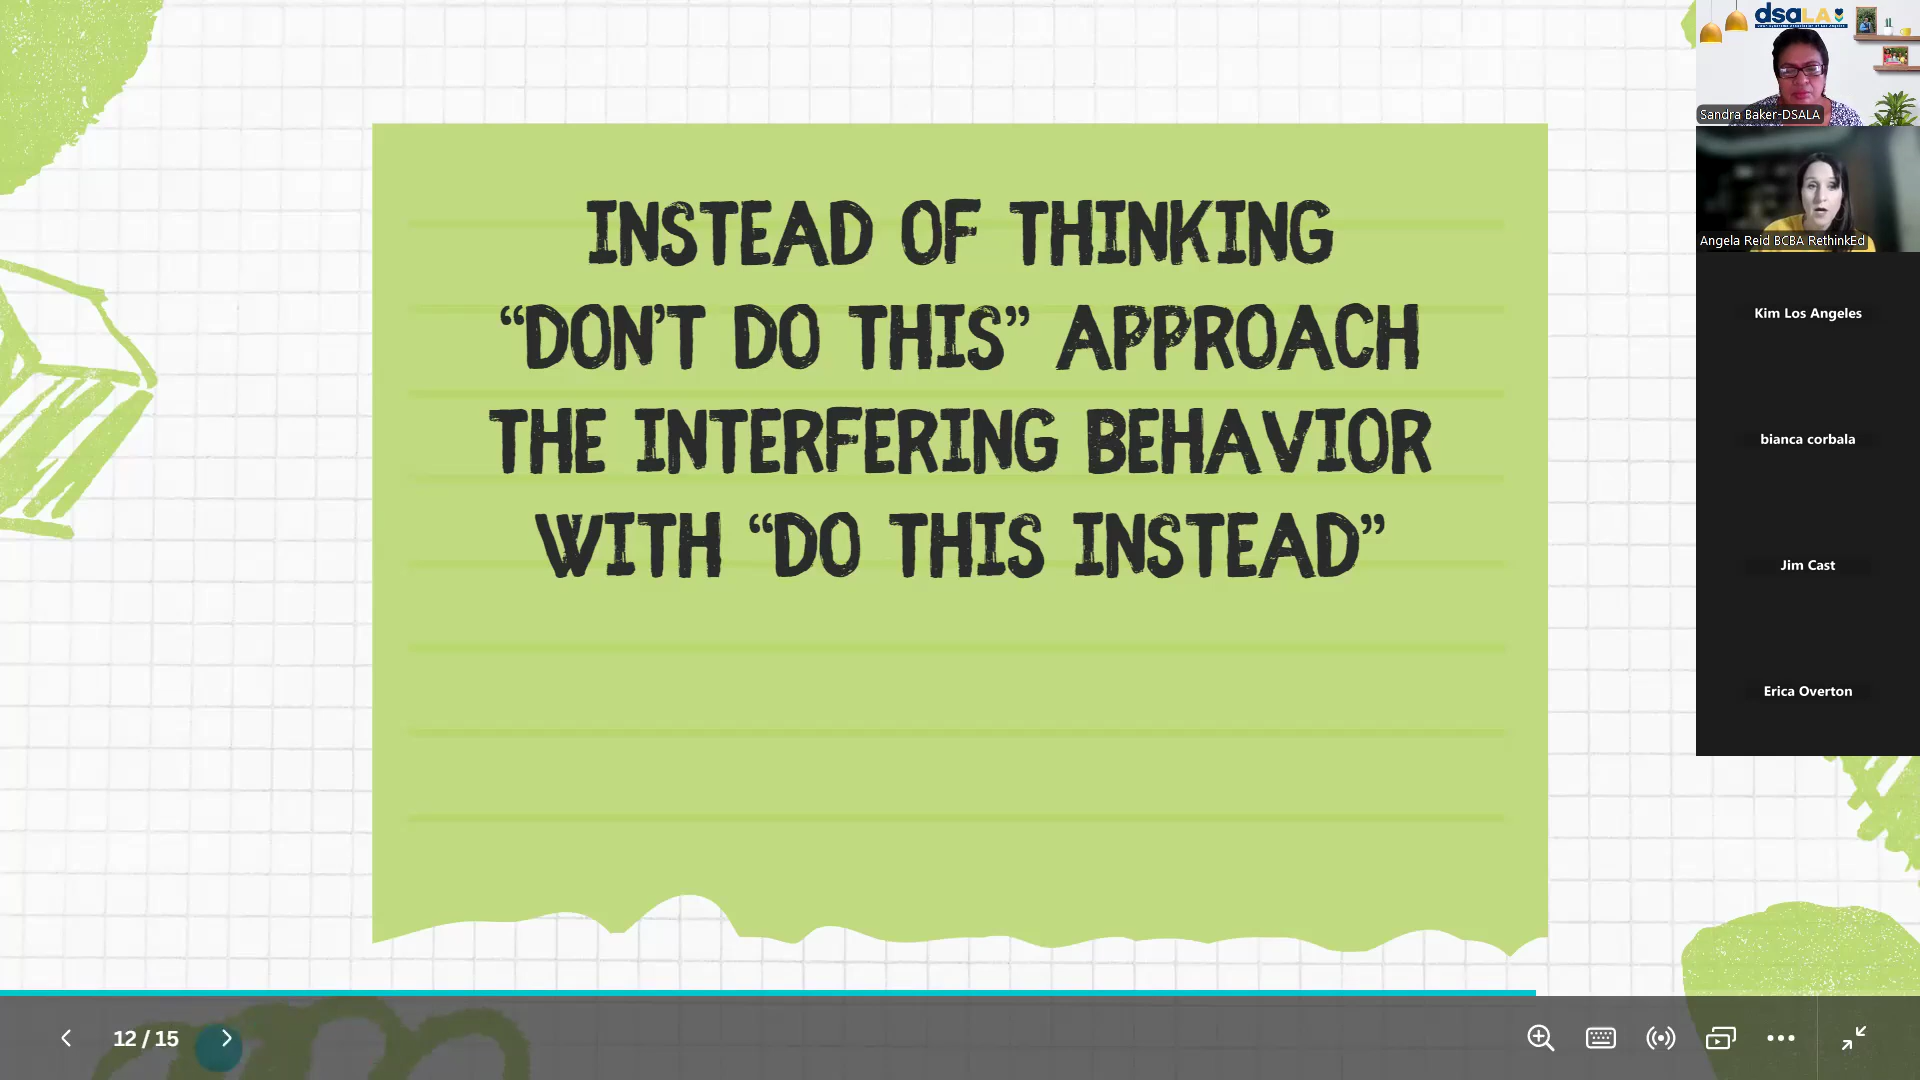 INSTEAD OF THINKING
“DON’T DO THIS” APPROACH
THE INTERFERING BEHAVIOR
WITH “DO THIS INSTEAD”
dsaLA
Sandra Baker-DSALA
Angela Reid BCBA RethinkEd
Kim Los Angeles
bianca corbala
Jim Cast
Erica Overton
12 / 15